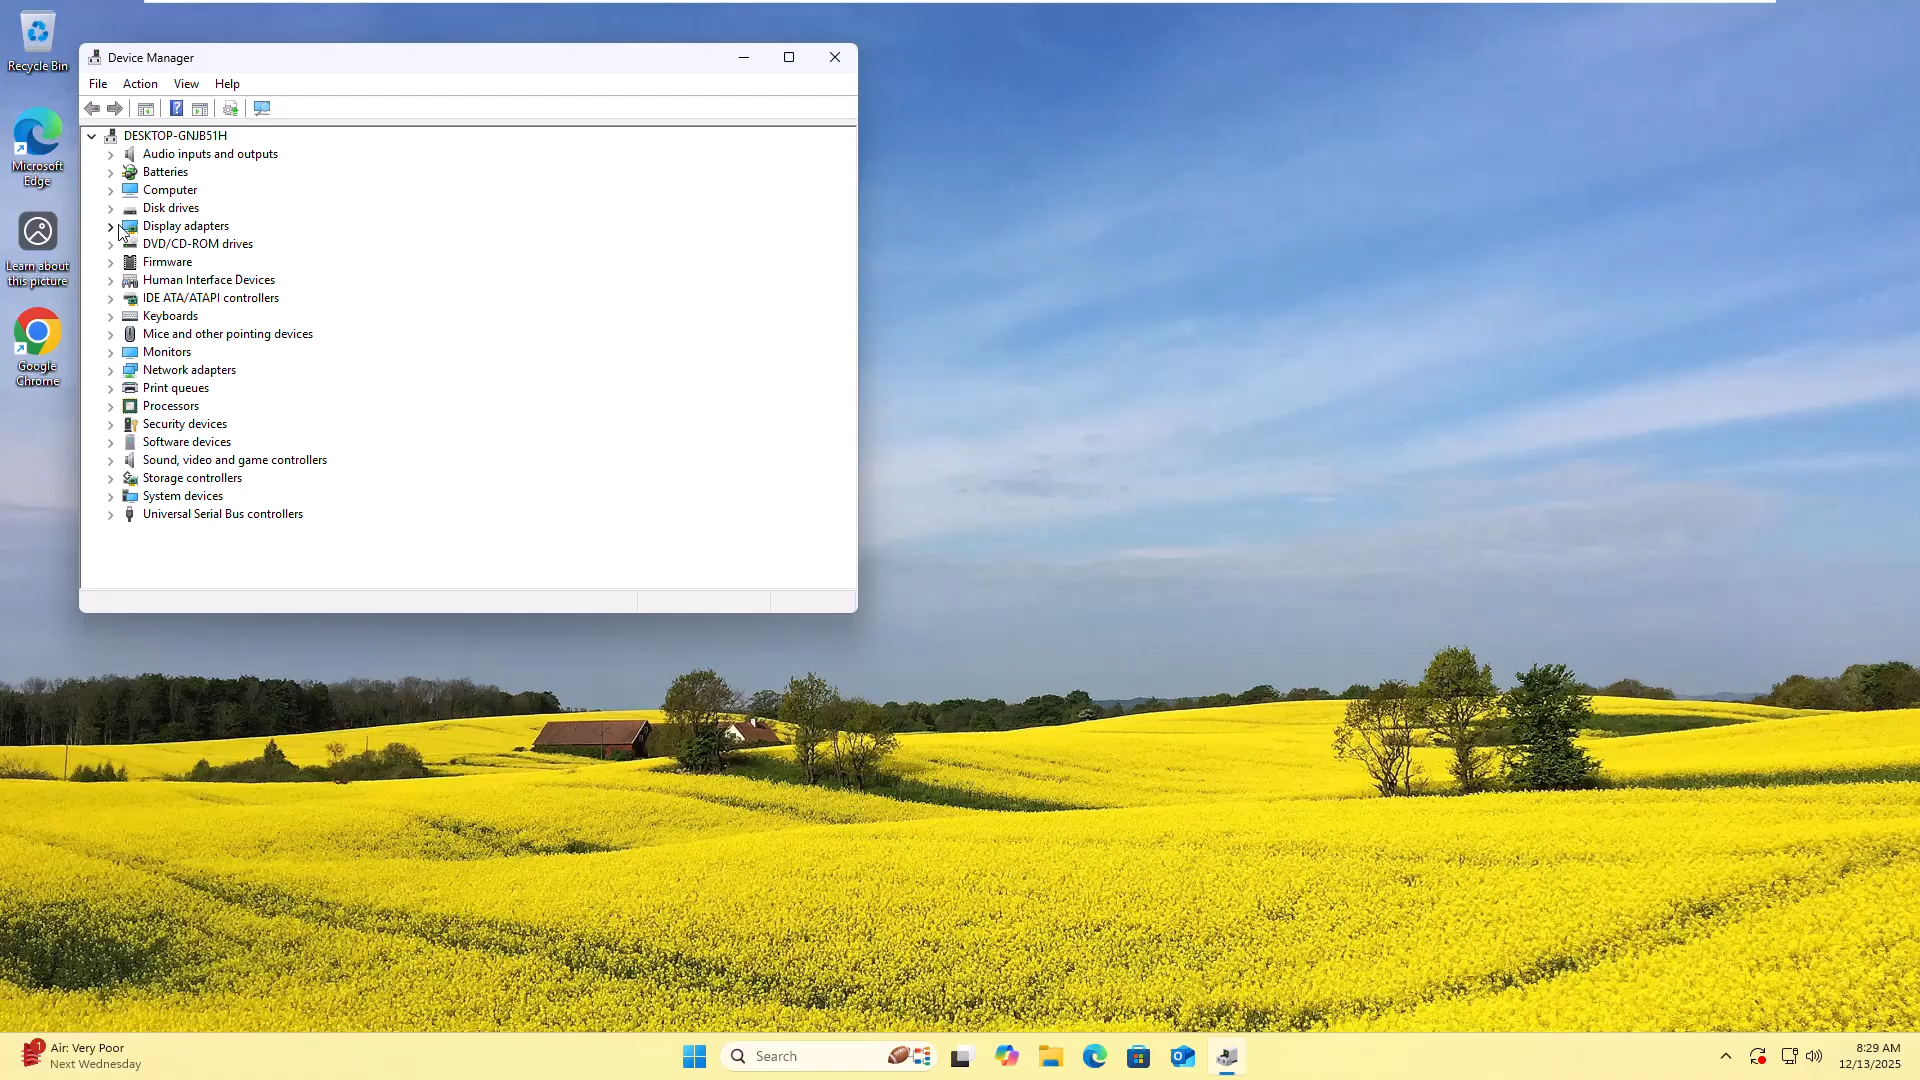 Recycle Bin
Microsoft
Edge
Learn about
this picture
Google
Chrome
Device Manager
File Action View Help
DESKTOP-GNJB51H
Audio inputs and outputs
Batteries
Computer
Disk drives
Display adapters
DVD/CD-ROM drives
Firmware
Human Interface Devices
IDE ATA/ATAPI controllers
Keyboards
Mice and other pointing devices
Monitors
Network adapters
Print queues
Processors
Security devices
Software devices
Sound, video and game controllers
Storage controllers
System devices
Universal Serial Bus controllers
1
Air: Very Poor
Next Wednesday
Search
8:29 AM
12/13/2025